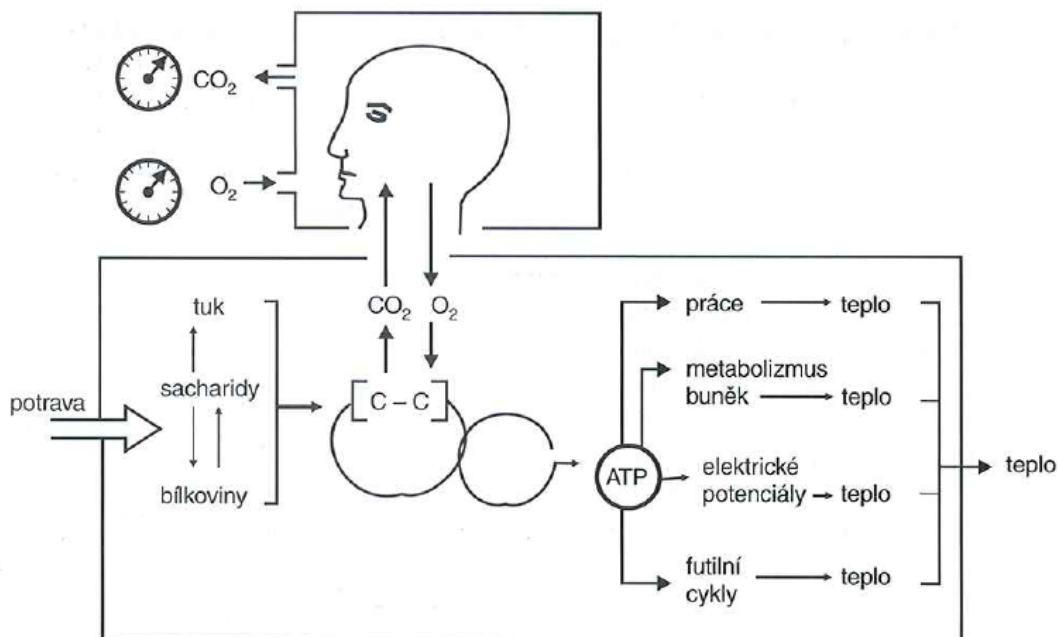 CO₂
O₂
CO₂ O₂
tuk
sacharidy
bílkoviny
potrava
C – C
ATP
práce
teplo
metabolizmus
buněk
teplo
elektrické
potenciály
teplo
futilní
cykly
teplo
teplo